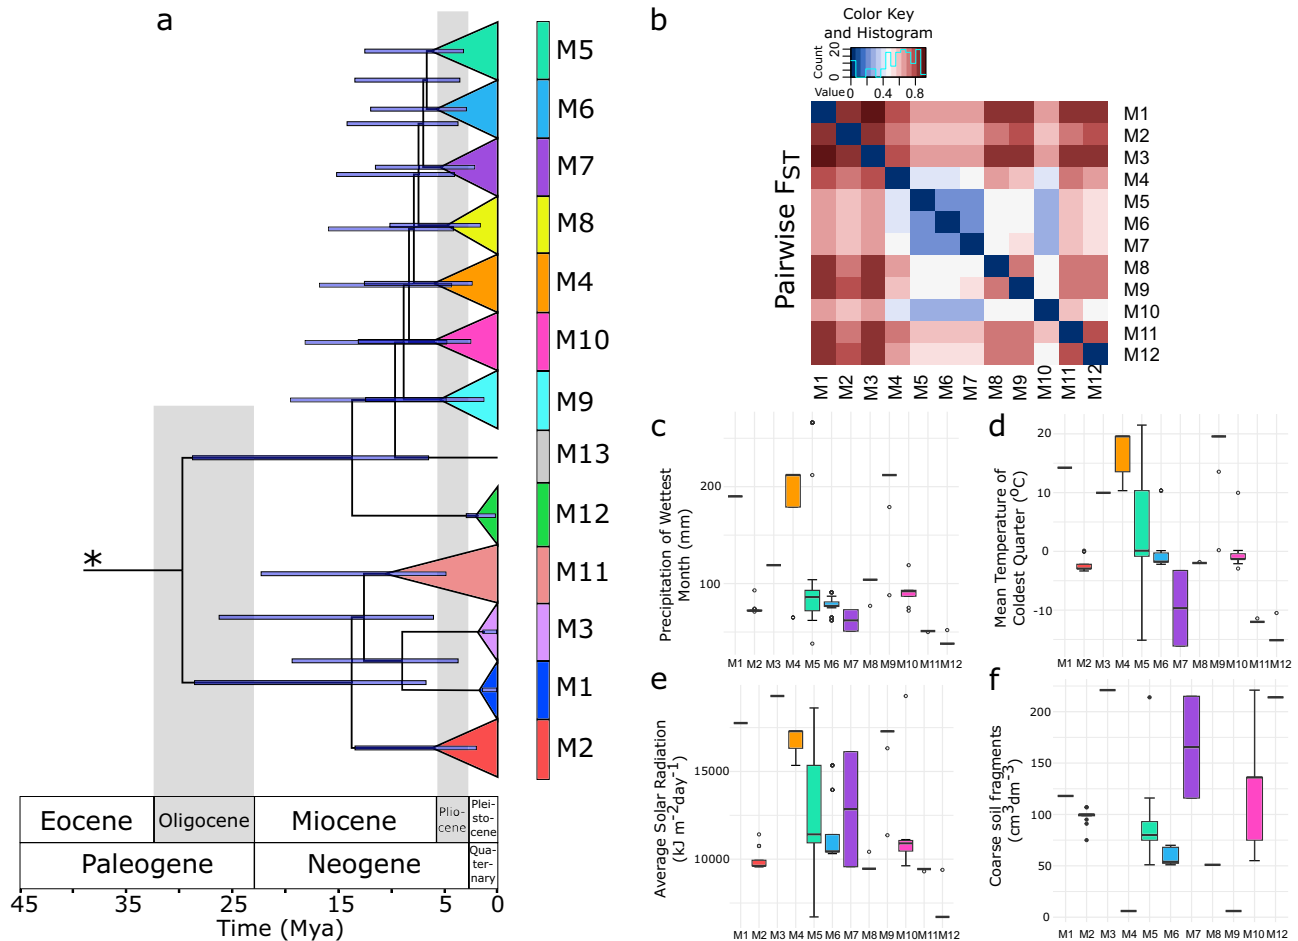 a
M5
M6
M7
M8
M4
M10
M9
M13
M12
M11
M3
M1
M2
*
Eocene
Oligocene
Miocene
Plio-
cene
Plei-
sto-
cene
Paleogene
Neogene
Qua-
ter-
nary
45 35 25 15 5 0
Time (Mya)
b
Color Key
and Histogram
Count
0 10 20
Value
0 0.4 0.8
Pairwise FST
M1
M2
M3
M4
M5
M6
M7
M8
M9
M10
M11
M12
M1 M2 M3 M4 M5 M6 M7 M8 M9 M10 M11 M12
c
Precipitation of Wettest
Month (mm)
200
100
M1 M2 M3 M4 M5 M6 M7 M8 M9 M10 M11 M12
d
Mean Temperature of
Coldest Quarter (⁰C)
20
10
0
-10
M1 M2 M3 M4 M5 M6 M7 M8 M9 M10 M11 M12
e
Average Solar Radiation
(kJ m⁻²day⁻¹)
15000
10000
M1 M2 M3 M4 M5 M6 M7 M8 M9 M10 M11 M12
f
Coarse soil fragments
(cm³dm⁻³)
200
150
100
50
0
M1 M2 M3 M4 M5 M6 M7 M8 M9 M10 M11 M12